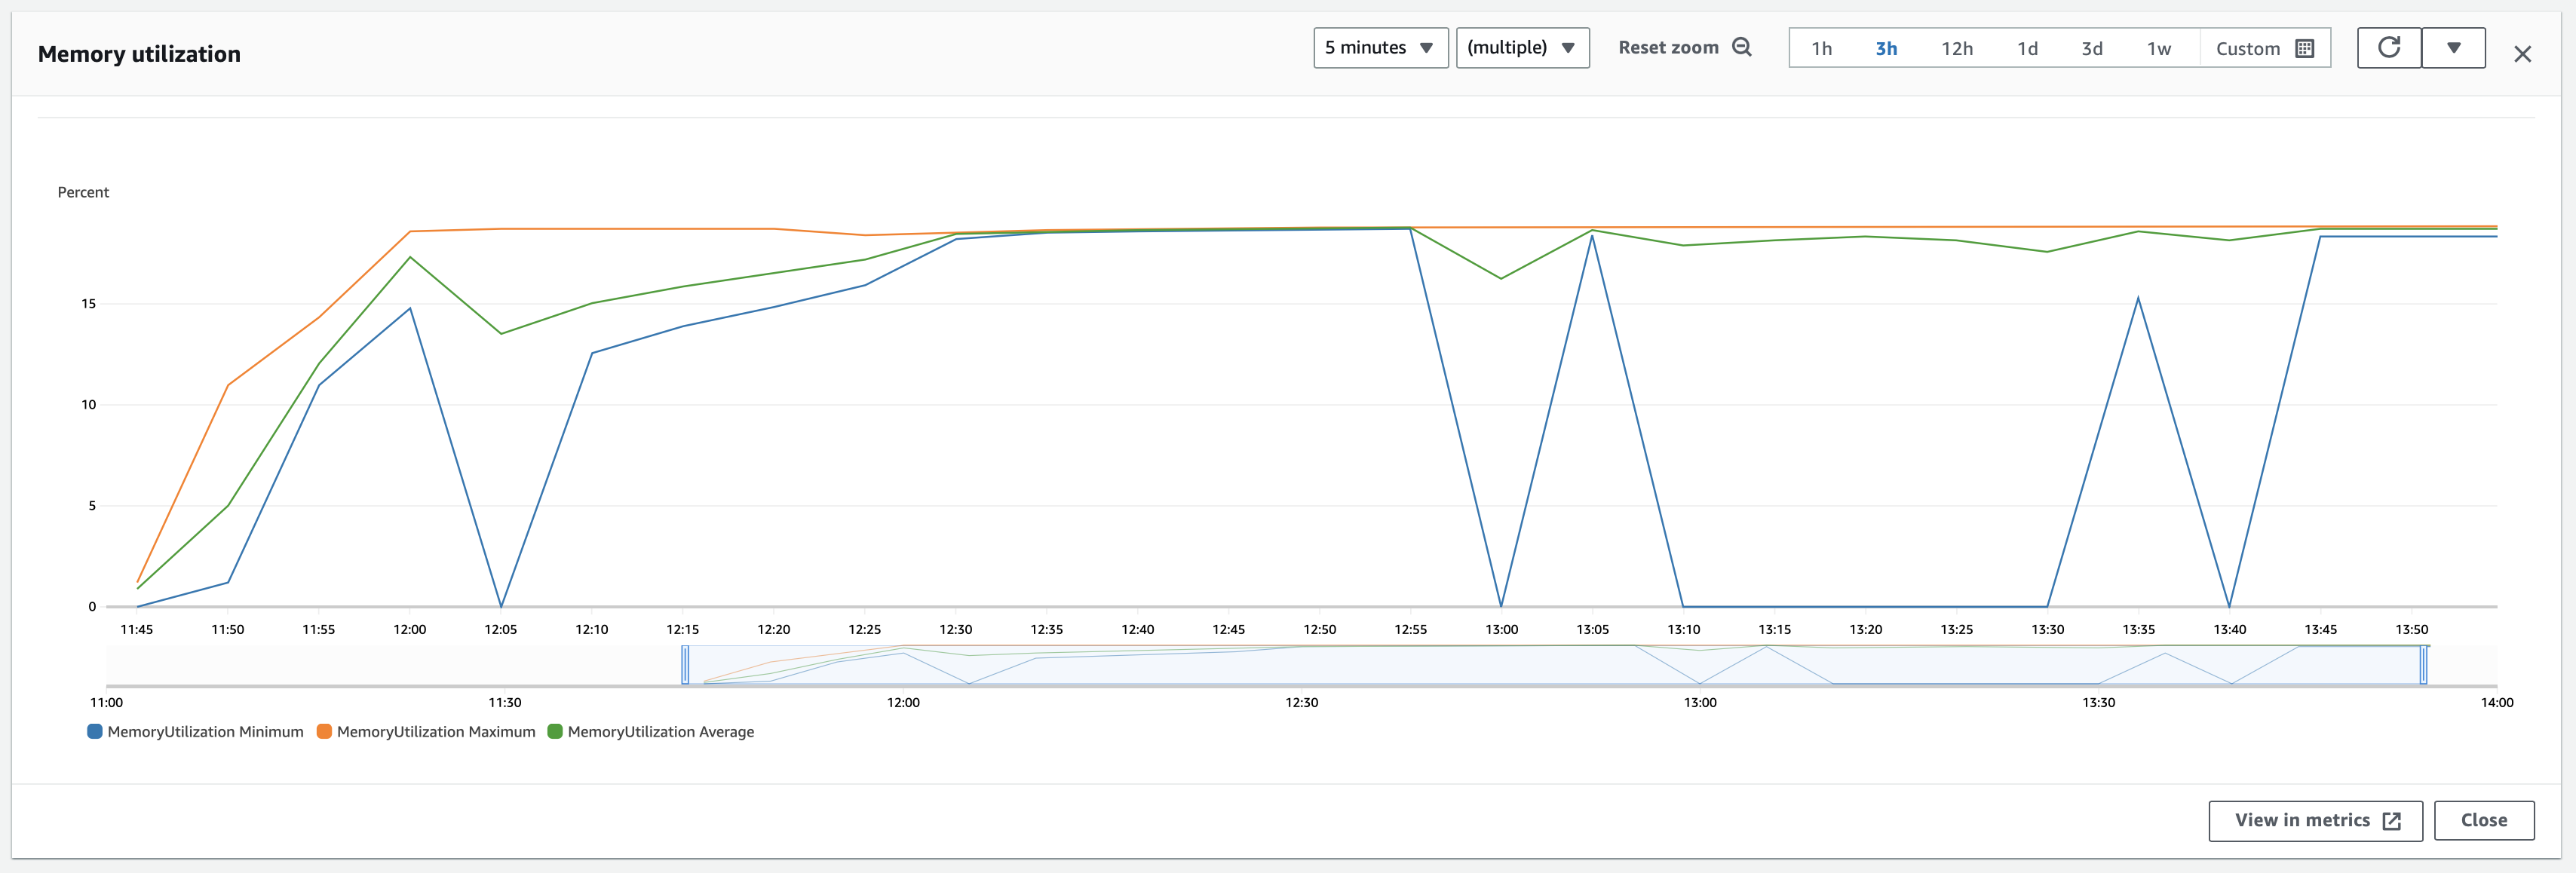 Memory utilization
5 minutes (multiple) Reset zoom 1h 3h 12h 1d 3d 1w Custom
Percent
15
10
5
0
11:45 11:50 11:55 12:00 12:05 12:10 12:15 12:20 12:25 12:30 12:35 12:40 12:45 12:50 12:55 13:00 13:05 13:10 13:15 13:20 13:25 13:30 13:35 13:40 13:45 13:50
11:00 11:30 12:00 12:30 13:00 13:30 14:00
MemoryUtilization Minimum MemoryUtilization Maximum MemoryUtilization Average
View in metrics Close